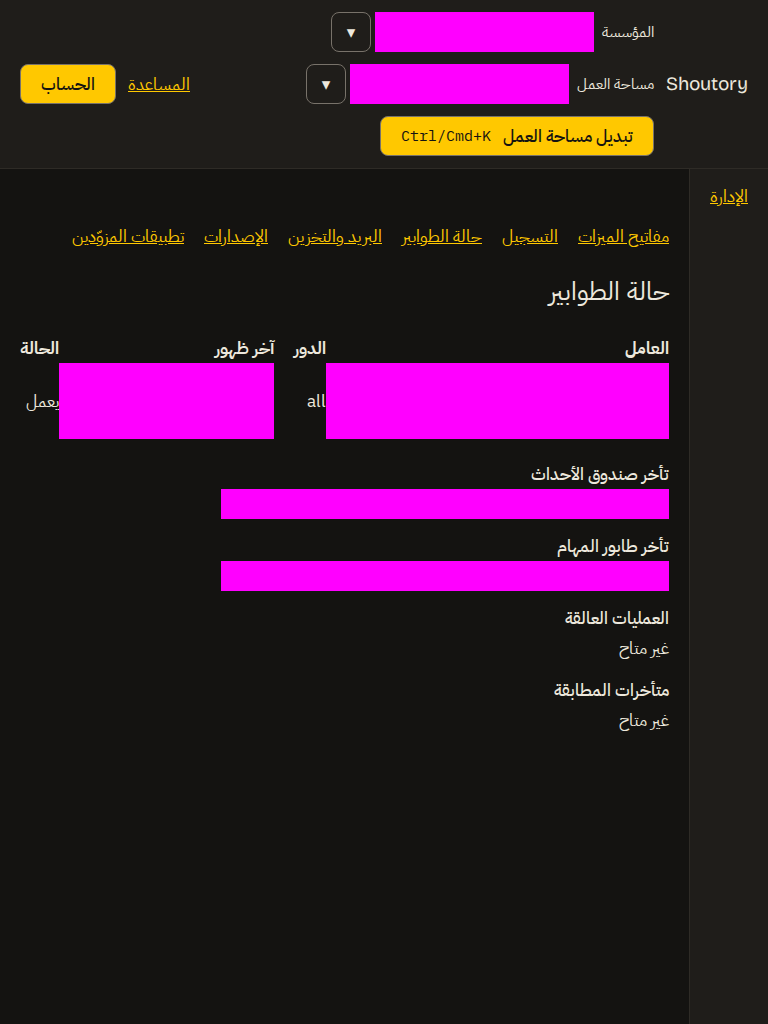 المؤسسة
▼
Shoutory
مساحة العمل
▼
المساعدة
الحساب
تبديل مساحة العمل Ctrl/Cmd+K
الإدارة
مفاتيح الميزات
التسجيل
حالة الطوابير
البريد والتخزين
الإصدارات
تطبيقات المزوّدين
حالة الطوابير
العامل الدور آخر ظهور الحالة
all يعمل
تأخر صندوق الأحداث
تأخر طابور المهام
العمليات العالقة
غير متاح
متأخرات المطابقة
غير متاح